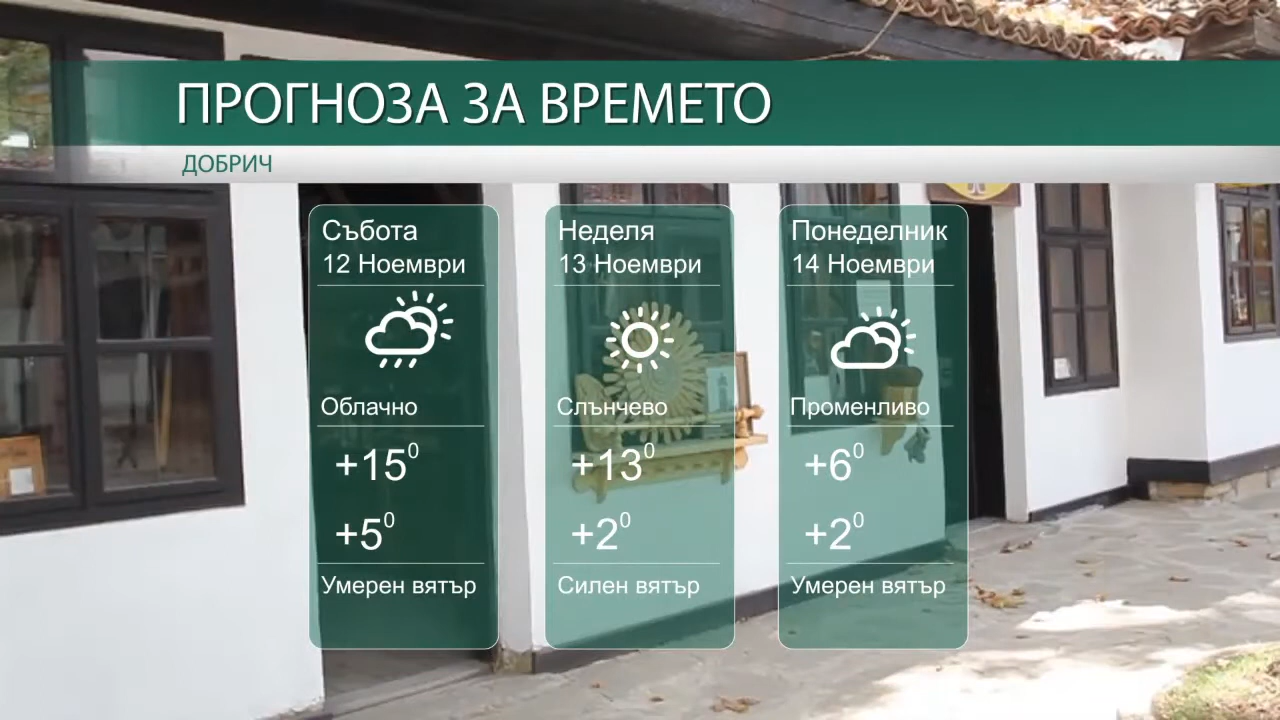 ПРОГНОЗА ЗА ВРЕМЕТО
ДОБРИЧ
Събота
12 Ноември
Облачно
+15⁰
+5⁰
Умерен вятър
Неделя
13 Ноември
Слънчево
+13⁰
+2⁰
Силен вятър
Понеделник
14 Ноември
Променливо
+6⁰
+2⁰
Умерен вятър